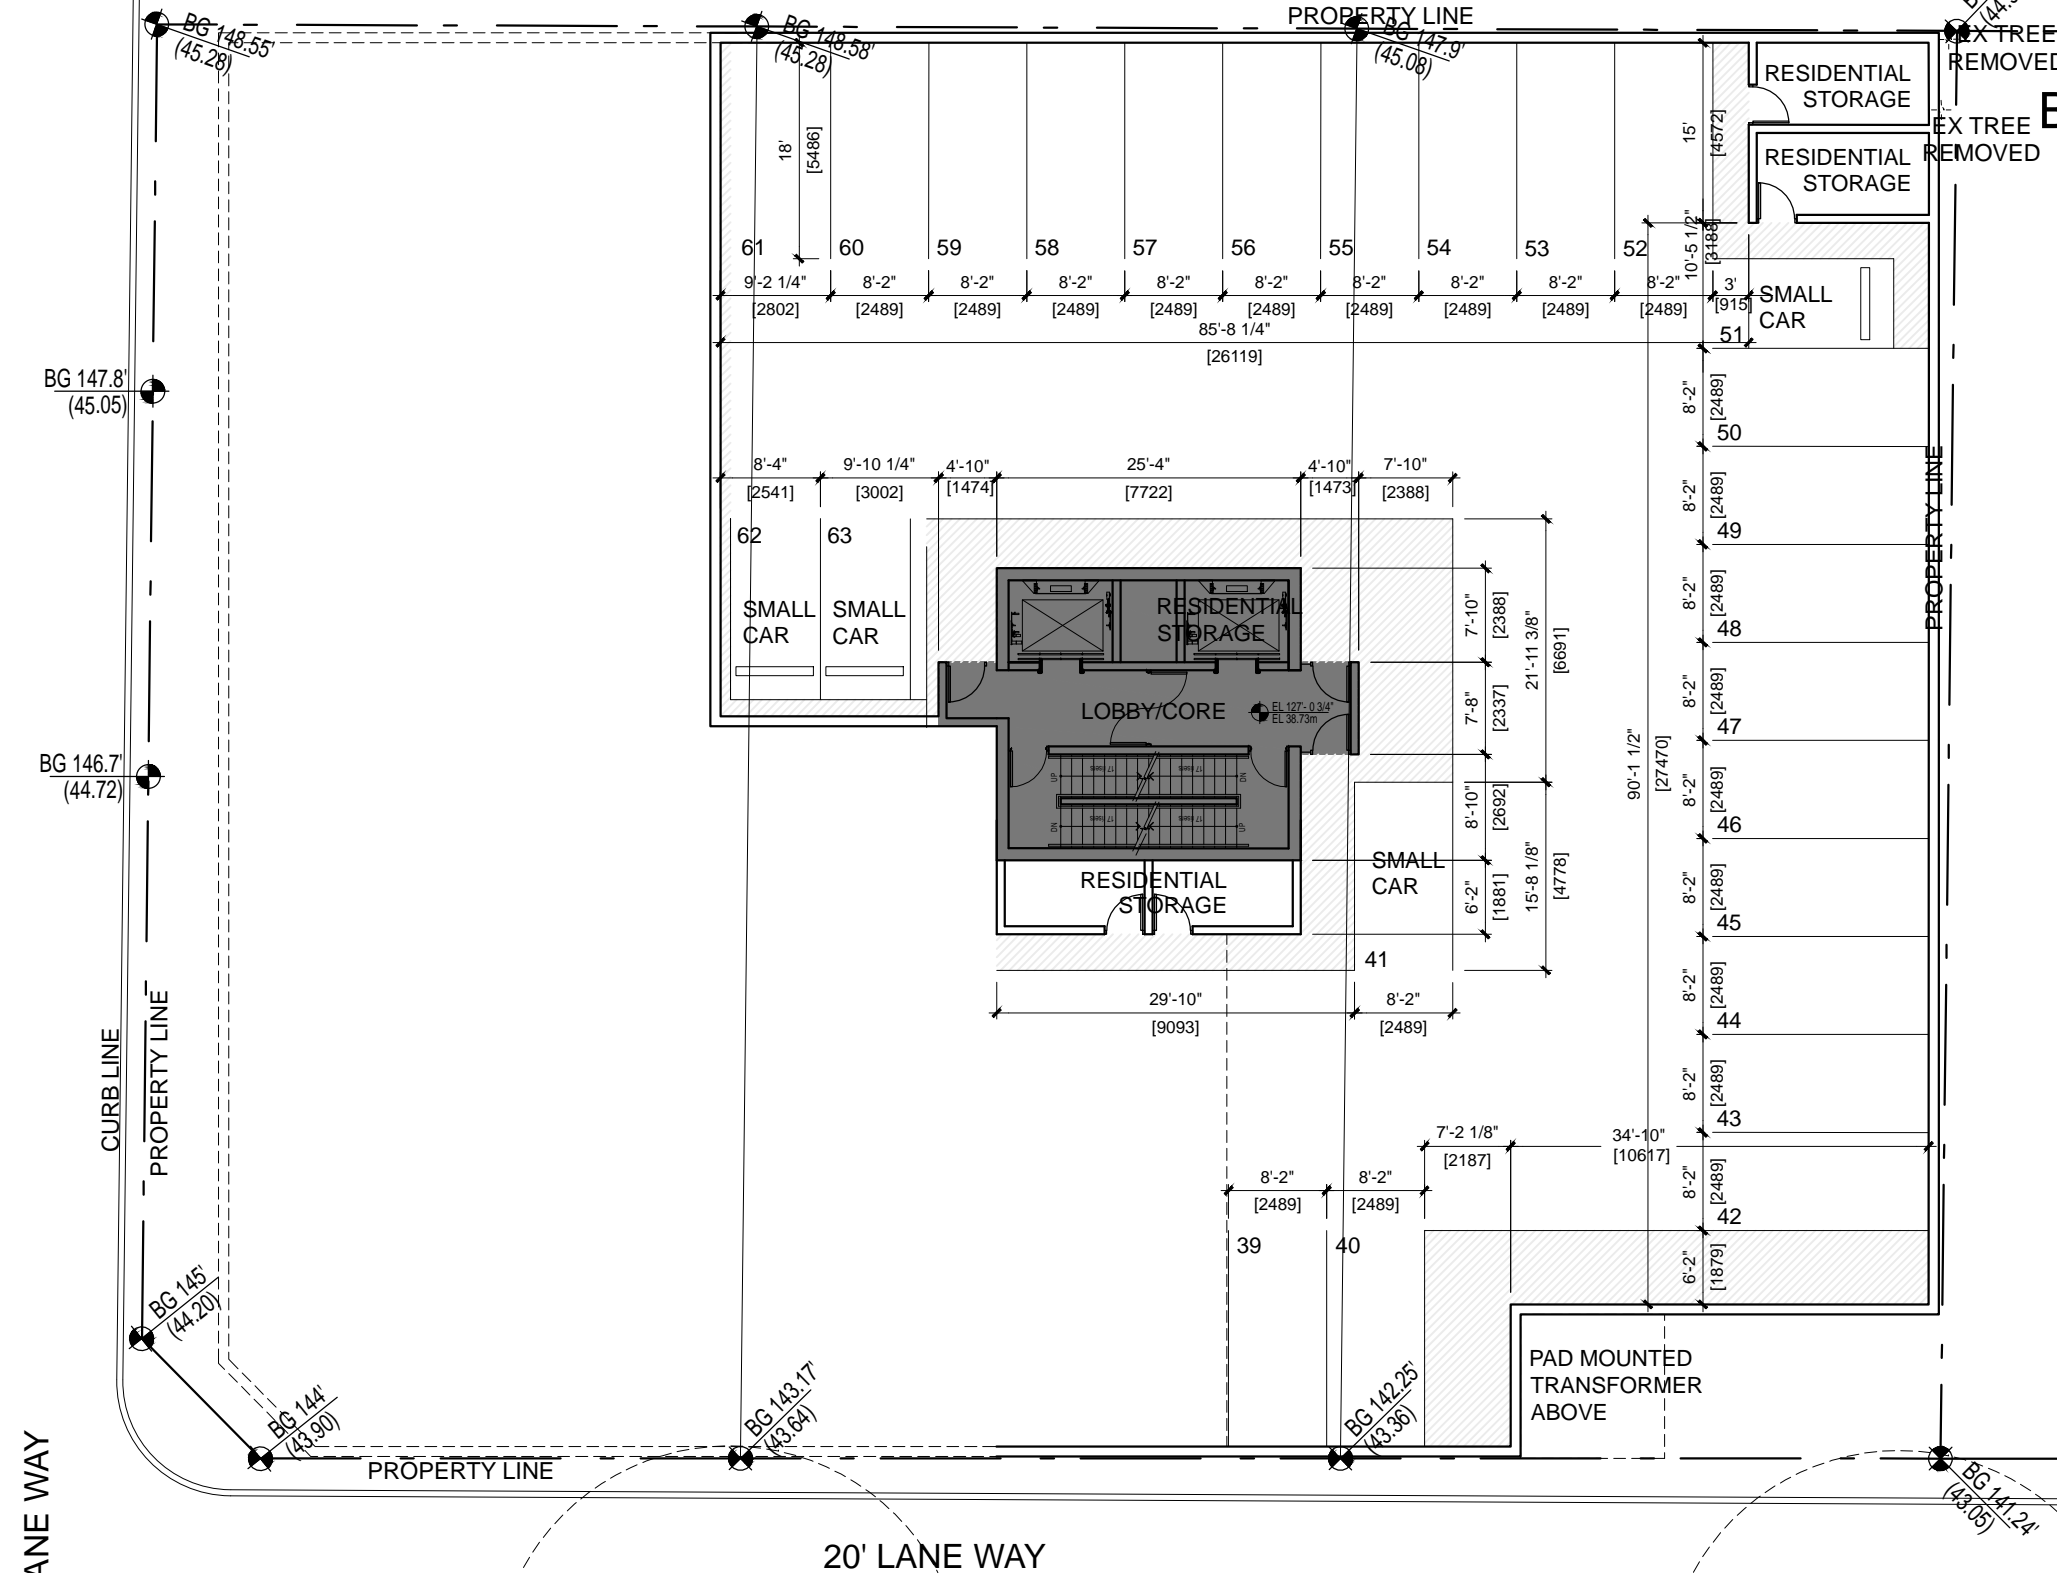 PROPERTY LINE
BG 148.55'
(45.28)
BG 148.58'
(45.28)
BG 147.9'
(45.08)
EX TREE
REMOVED
EX TREE
REMOVED
RESIDENTIAL
STORAGE
RESIDENTIAL
STORAGE
18'
[5486]
15'
[4572]
10'-5 1/2"
[3188]
61
60
59
58
57
56
55
54
53
52
9'-2 1/4"
8'-2"
8'-2"
8'-2"
8'-2"
8'-2"
8'-2"
8'-2"
8'-2"
8'-2"
3'
[2802]
[2489]
[2489]
[2489]
[2489]
[2489]
[2489]
[2489]
[2489]
[2489]
[915]
SMALL
CAR
51
85'-8 1/4"
[26119]
BG 147.8'
(45.05)
BG 146.7'
(44.72)
8'-4"
9'-10 1/4"
4'-10"
25'-4"
4'-10"
7'-10"
[2541]
[3002]
[1474]
[7722]
[1473]
[2388]
62
63
SMALL
CAR
SMALL
CAR
RESIDENTIAL
STORAGE
LOBBY/CORE
EL 127'- 0 3/4"
EL 38.73m
UP
17 risers
17 risers
DN
DN
17 risers
17 risers
UP
RESIDENTIAL
STORAGE
SMALL
CAR
41
7'-10"
[2388]
7'-8"
[2337]
8'-10"
[2692]
6'-2"
[1881]
21'-11 3/8"
[6691]
15'-8 1/8"
[4778]
29'-10"
[9093]
8'-2"
[2489]
90'-1 1/2"
[27470]
8'-2"
[2489]
50
8'-2"
[2489]
49
8'-2"
[2489]
48
8'-2"
[2489]
47
8'-2"
[2489]
46
8'-2"
[2489]
45
8'-2"
[2489]
44
8'-2"
[2489]
43
8'-2"
[2489]
42
6'-2"
[1879]
PROPERTY LINE
7'-2 1/8"
[2187]
34'-10"
[10617]
8'-2"
[2489]
8'-2"
[2489]
39
40
CURB LINE
PROPERTY LINE
BG 145'
(44.20)
BG 144'
(43.90)
BG 143.17'
(43.64)
BG 142.25'
(43.36)
BG 141.24'
(43.05)
PAD MOUNTED
TRANSFORMER
ABOVE
PROPERTY LINE
20' LANE WAY
ANE WAY